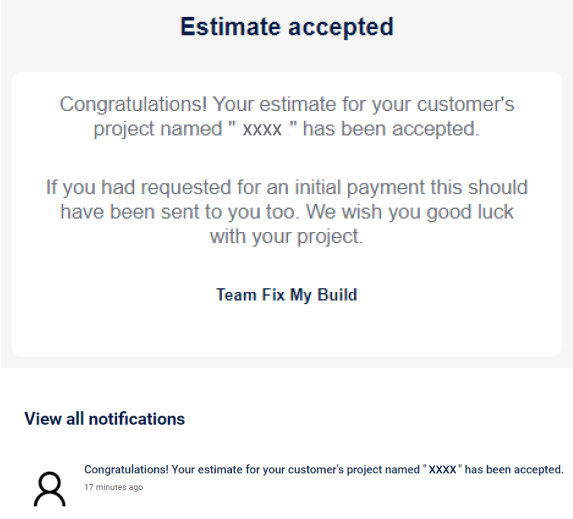 Estimate accepted
Congratulations! Your estimate for your customer's
project named " xxxx " has been accepted.
If you had requested for an initial payment this should
have been sent to you too. We wish you good luck
with your project.
Team Fix My Build
View all notifications
Congratulations! Your estimate for your customer's project named " XXXX " has been accepted.
17 minutes ago